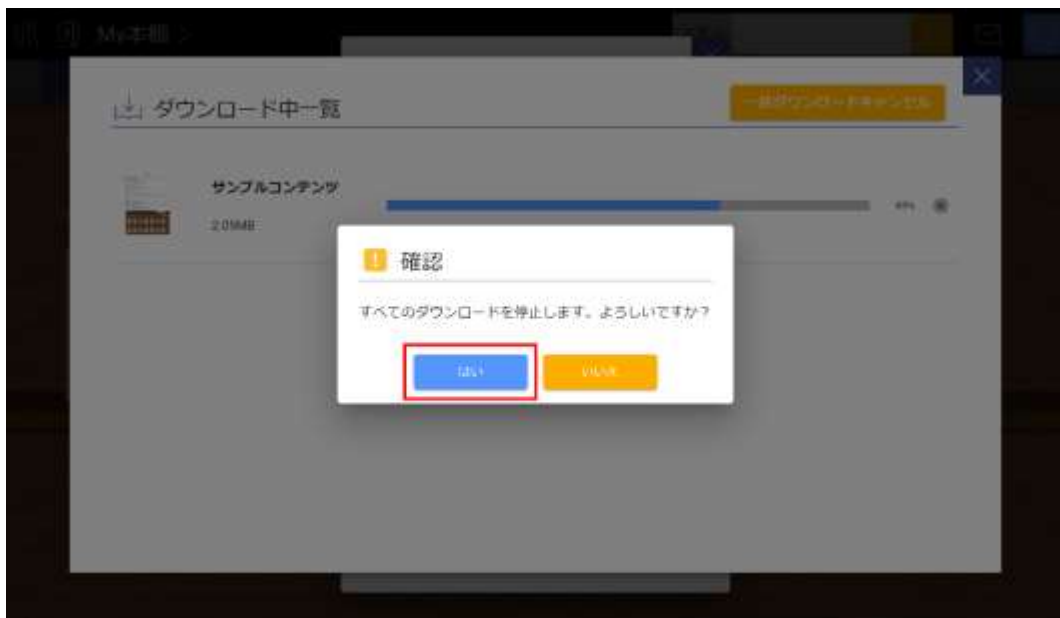 My本棚 >
ダウンロード中一覧
一括ダウンロードキャンセル
サンプルコンテンツ
2.09MB
確認
すべてのダウンロードを停止します。よろしいですか？
はい
いいえ